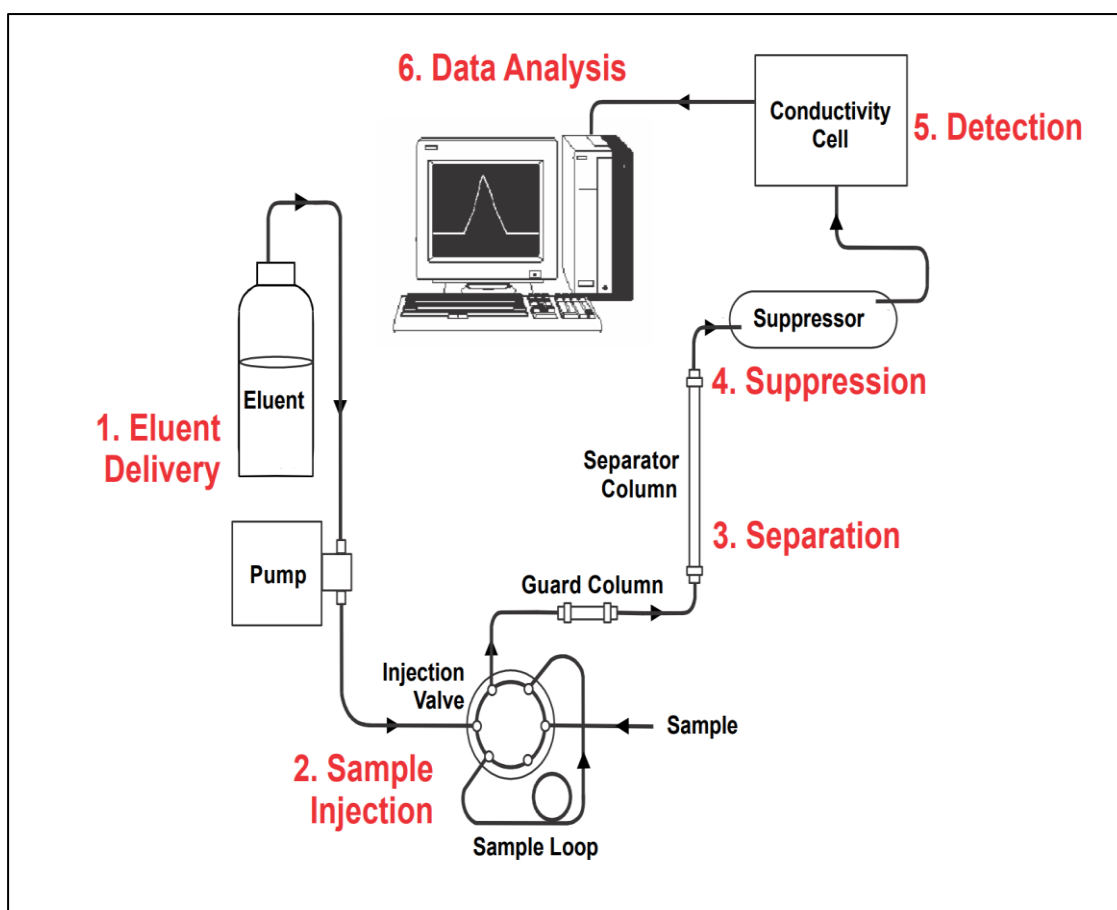 6. Data Analysis
Conductivity
Cell
5. Detection
Eluent
1. Eluent
Delivery
Suppressor
4. Suppression
Separator
Column
3. Separation
Pump
Guard Column
Injection
Valve
Sample
2. Sample
Injection
Sample Loop